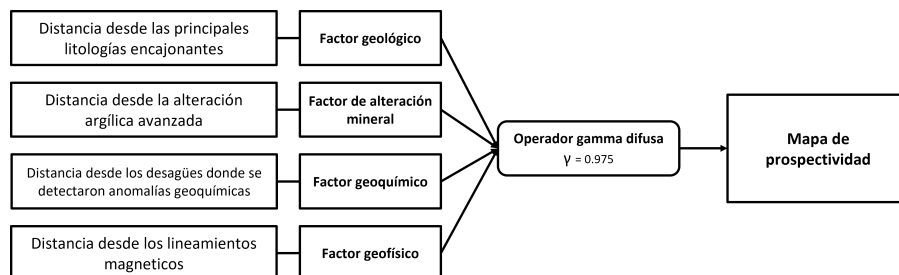 Distancia desde las principales
litologías encajonantes
Factor geológico
Distancia desde la alteración
argílica avanzada
Factor de alteración
mineral
Distancia desde los desagües donde se
detectaron anomalías geoquímicas
Factor geoquímico
Distancia desde los lineamientos
magneticos
Factor geofísico
Operador gamma difusa
γ = 0.975
Mapa de
prospectividad